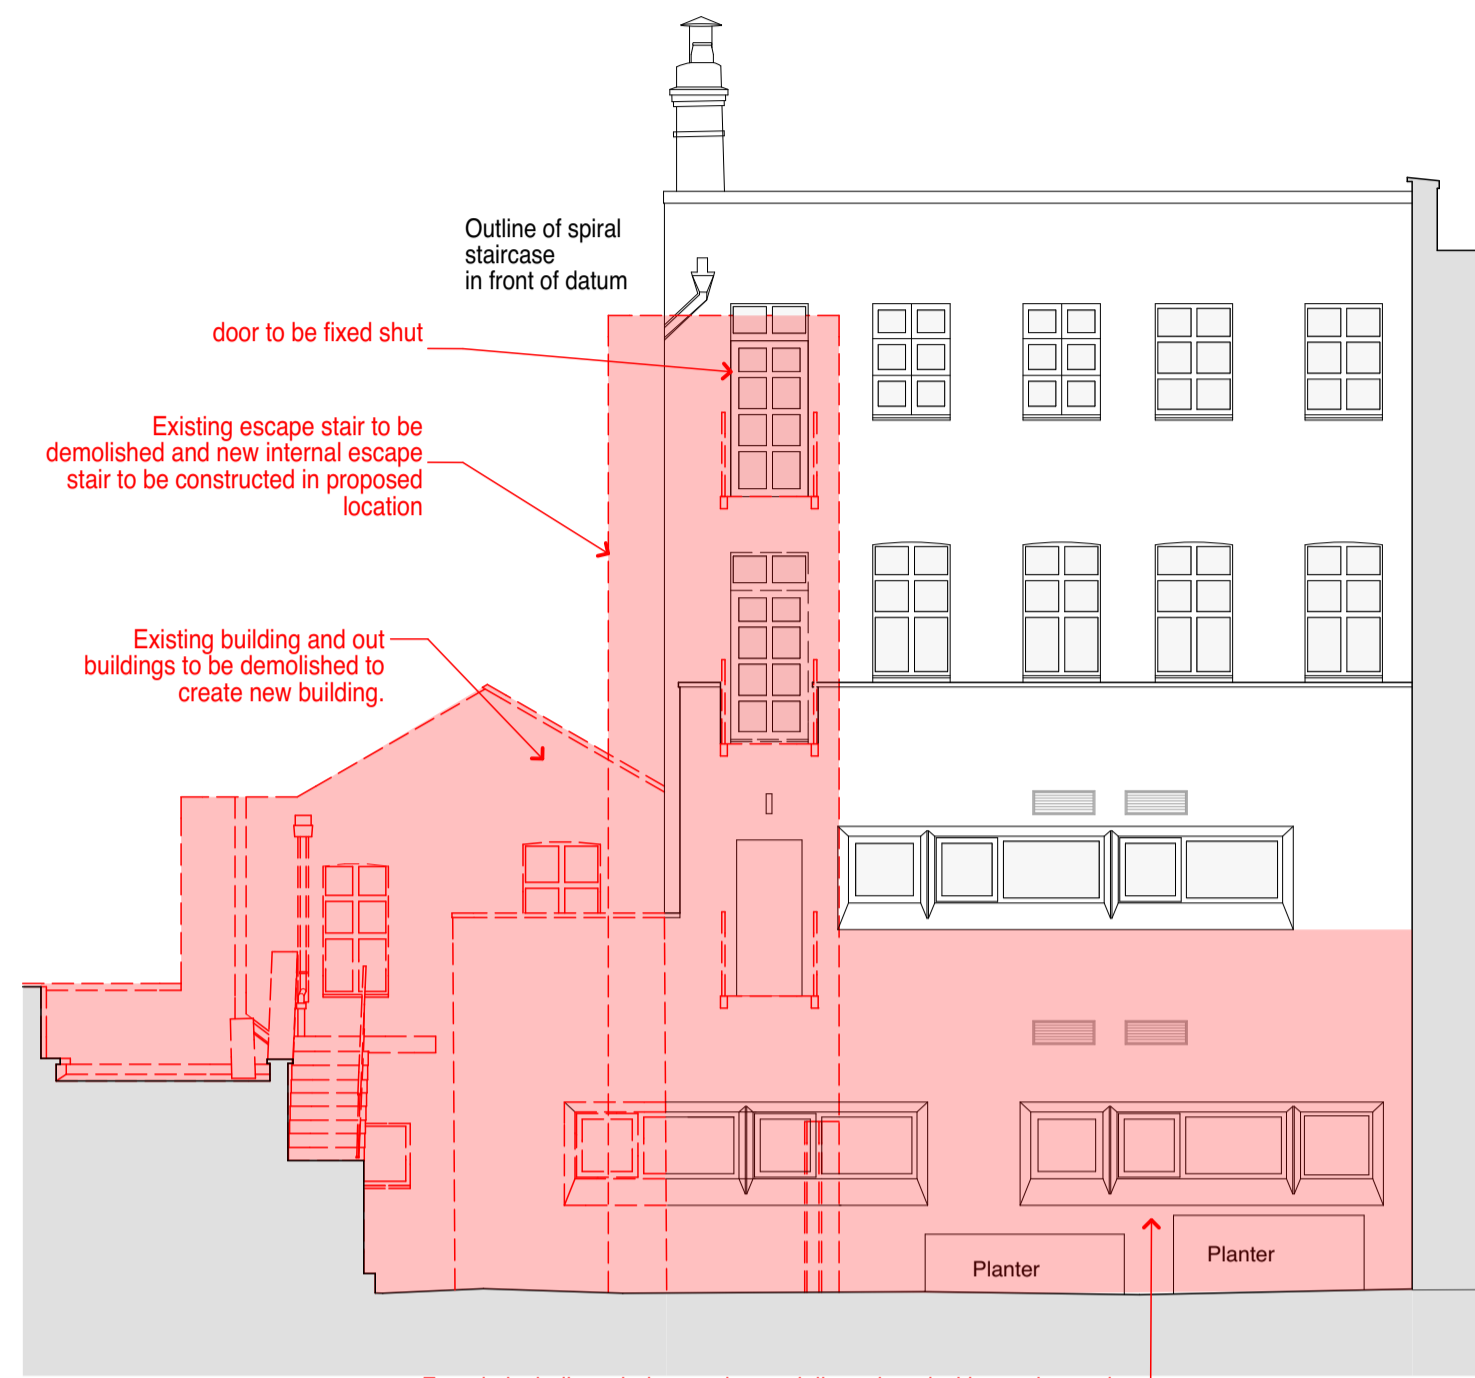 Outline of spiral
staircase
in front of datum
door to be fixed shut
Existing escape stair to be
demolished and new internal escape
stair to be constructed in proposed
location
Existing building and out
buildings to be demolished to
create new building.
Planter
Planter